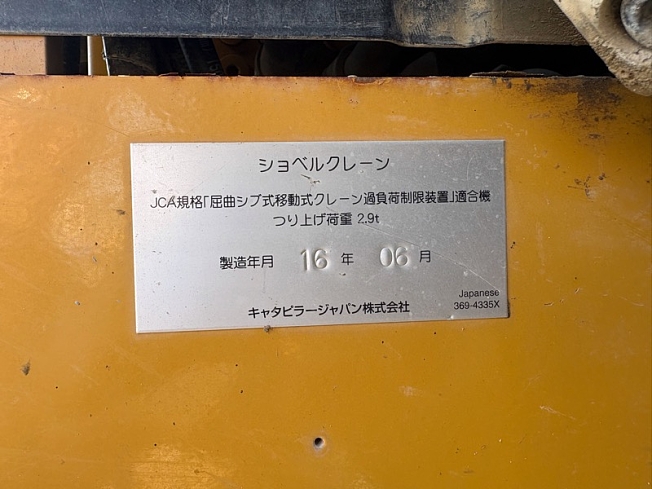 ショベルクレーン
JCA規格「屈曲ジブ式移動式クレーン過負荷制限装置」適合機
つり上げ荷重 2.9t
製造年月 16 年 06 月
Japanese
キャタピラージャパン株式会社 369-4335X